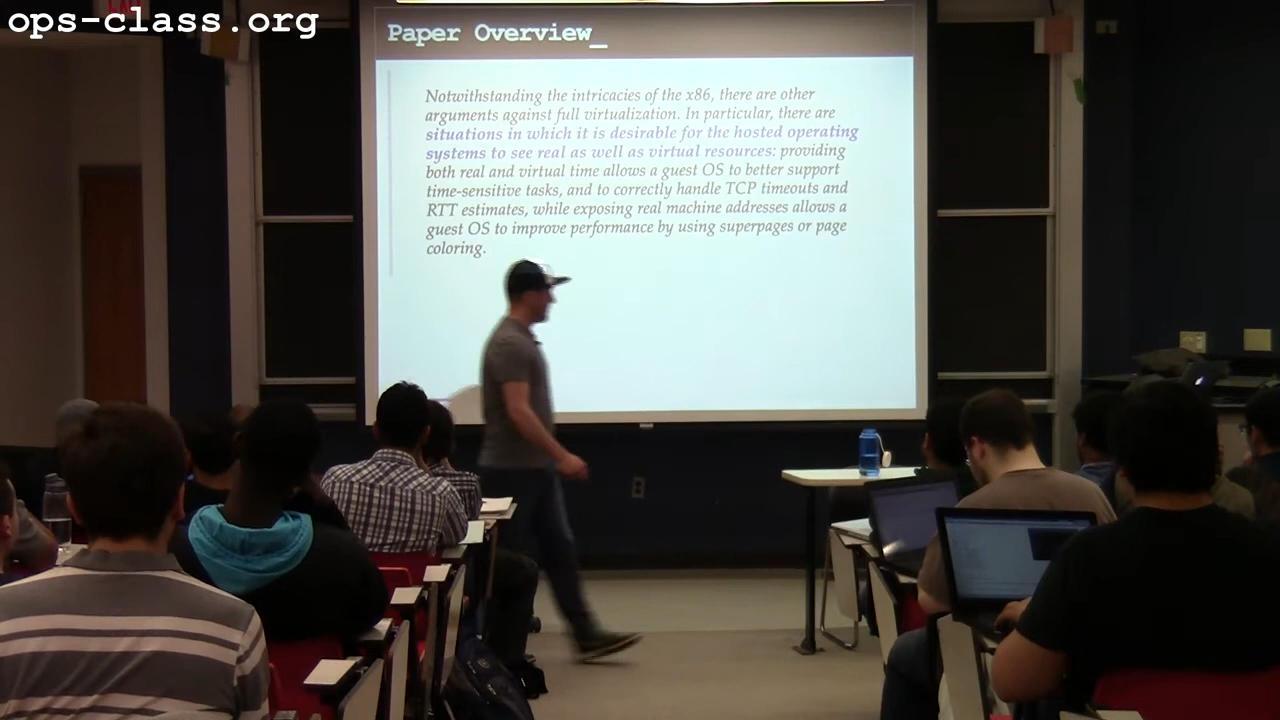 ops-class.org
Paper Overview_
Notwithstanding the intricacies of the x86, there are other
arguments against full virtualization. In particular, there are
situations in which it is desirable for the hosted operating
systems to see real as well as virtual resources: providing
both real and virtual time allows a guest OS to better support
time-sensitive tasks, and to correctly handle TCP timeouts and
RTT estimates, while exposing real machine addresses allows a
guest OS to improve performance by using superpages or page
coloring.